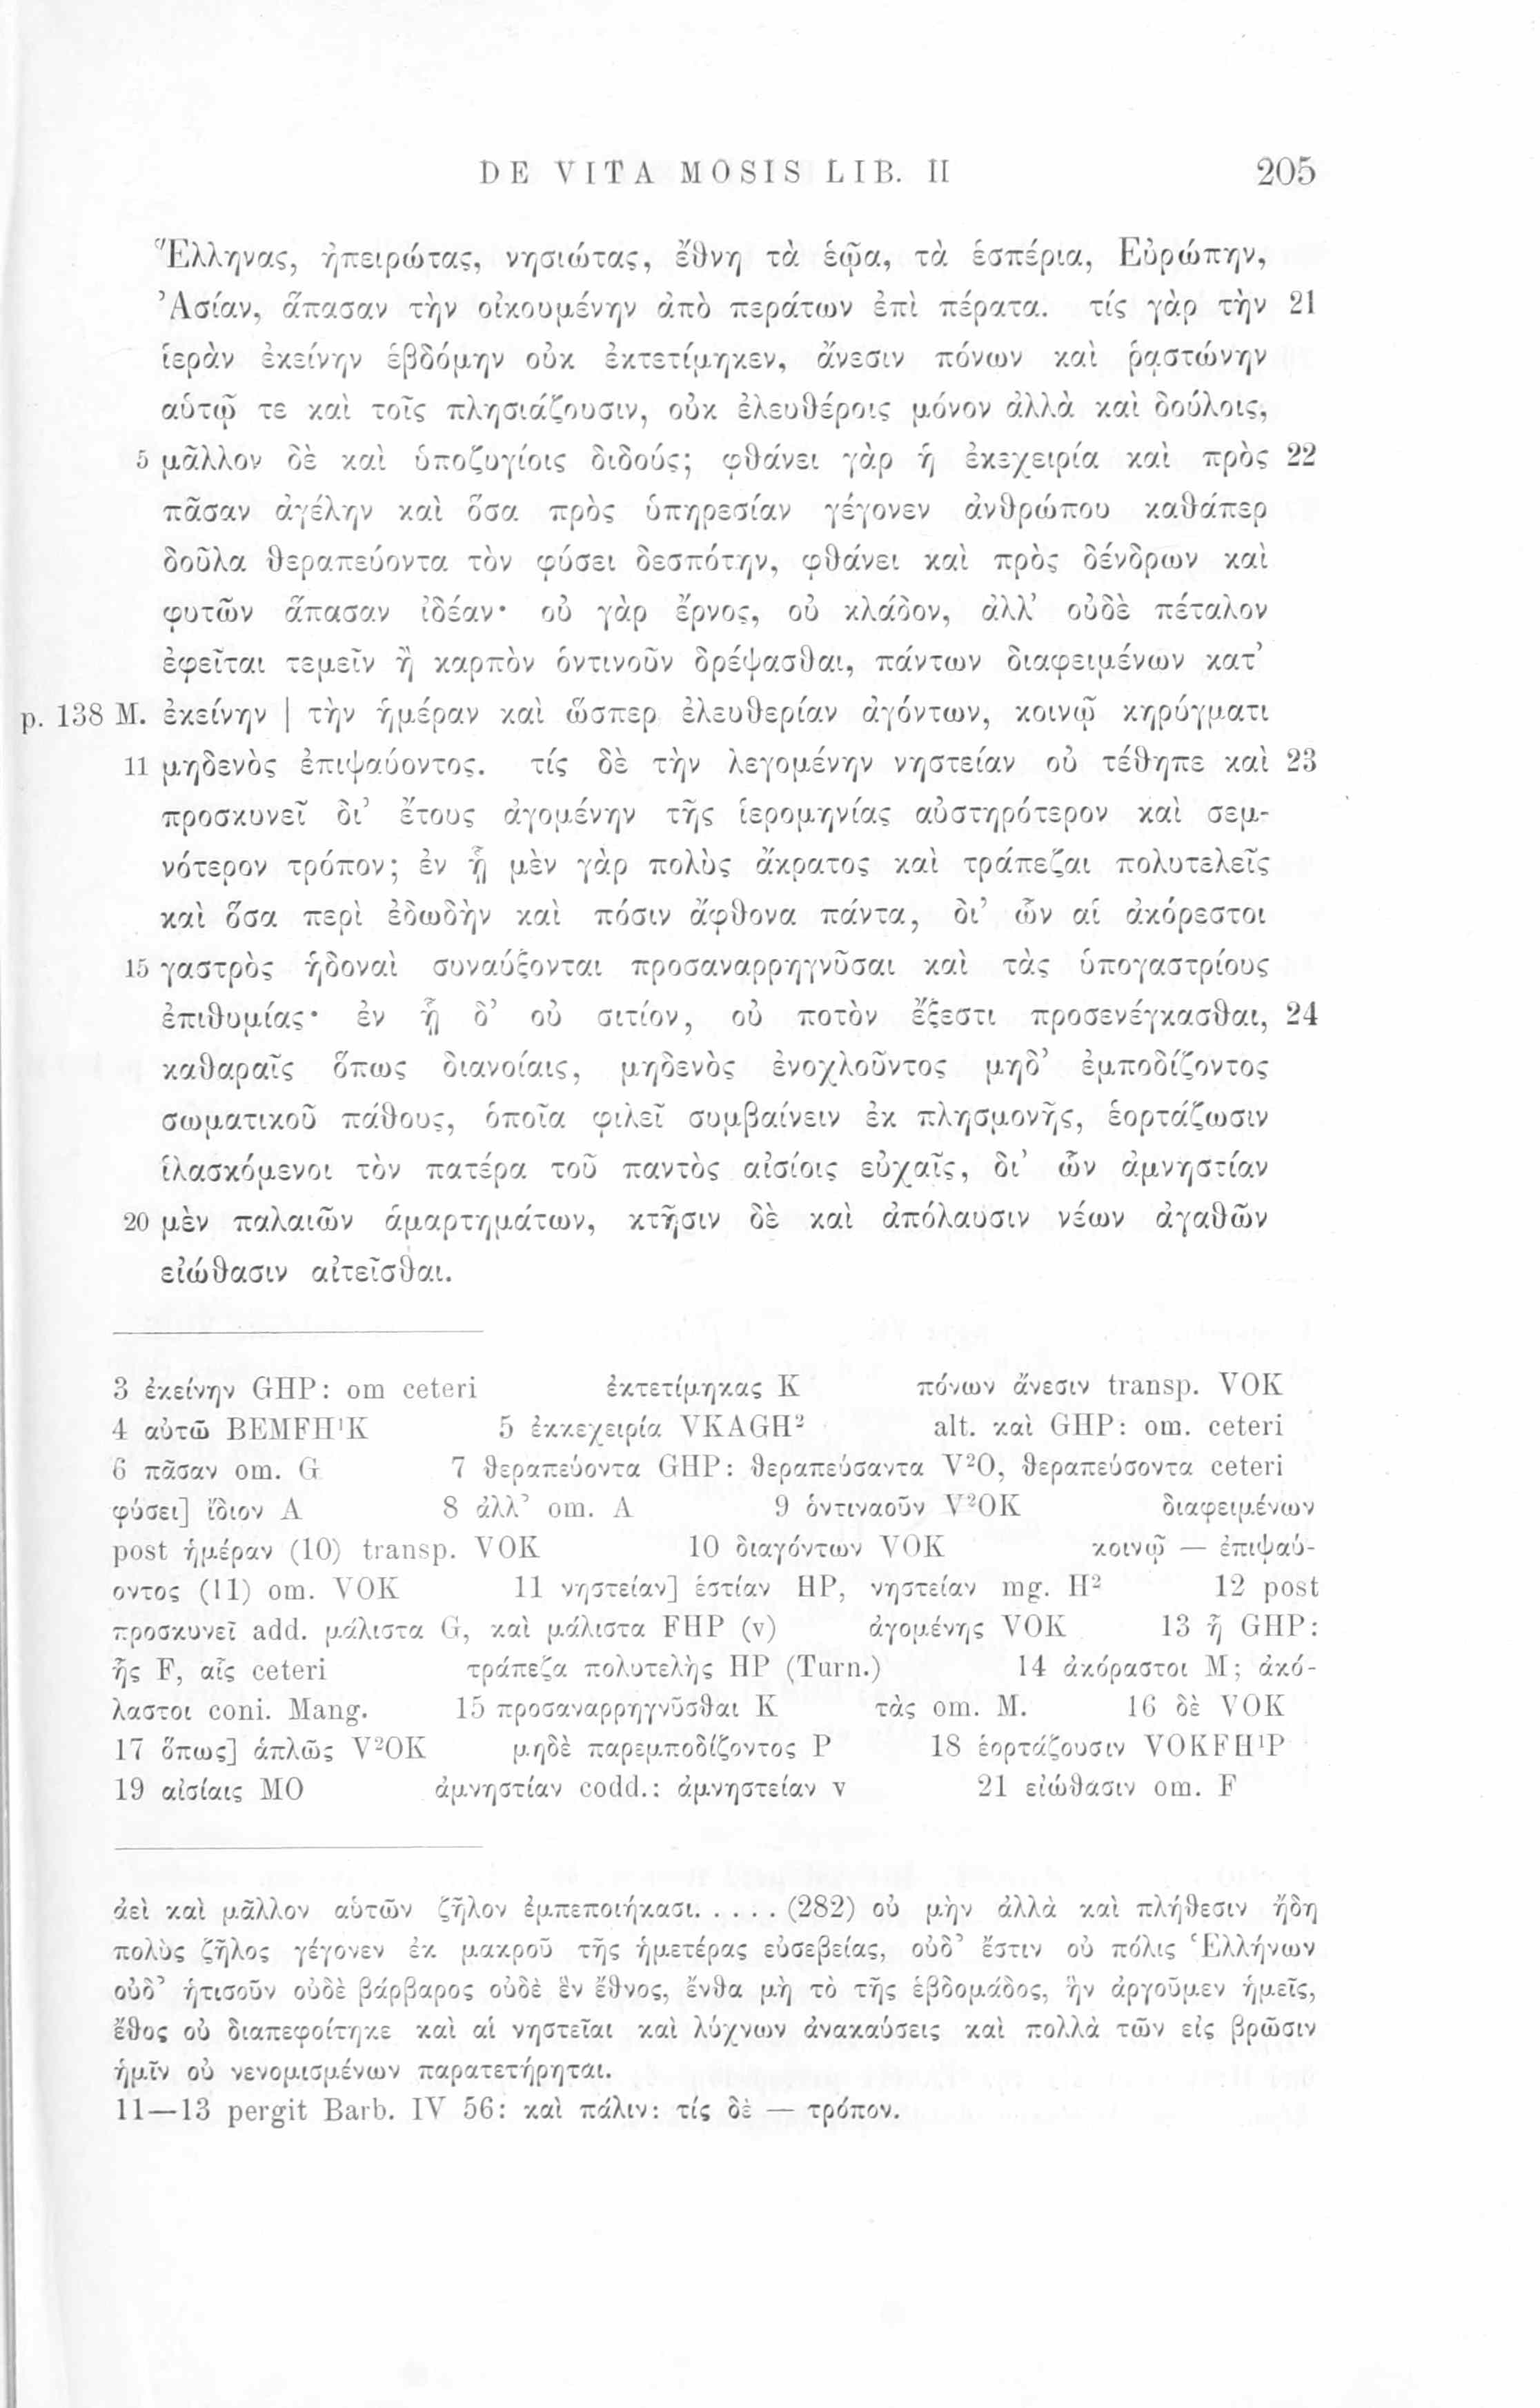 DE VITA MOSIS LIB. II 205
Ἕλληνας, ἠπειρώτας, νησιώτας, ἔθνη τὰ ἑῷα, τὰ ἑσπέρια, Εὐρώπην,
Ἀσίαν, ἅπασαν τὴν οἰκουμένην ἀπὸ περάτων ἐπὶ πέρατα. τίς γὰρ τὴν 21
ἱερὰν ἐκείνην ἑβδόμην οὐκ ἐκτετίμηκεν, ἄνεσιν πόνων καὶ ῥᾳστώνην
αὑτῷ τε καὶ τοῖς πλησιάζουσιν, οὐκ ἐλευθέροις μόνον ἀλλὰ καὶ δούλοις,
5 μᾶλλον δὲ καὶ ὑποζυγίοις διδούς; φθάνει γὰρ ἡ ἐκεχειρία καὶ πρὸς 22
πᾶσαν ἀγέλην καὶ ὅσα πρὸς ὑπηρεσίαν γέγονεν ἀνθρώπου καθάπερ
δοῦλα θεραπεύοντα τὸν φύσει δεσπότην, φθάνει καὶ πρὸς δένδρων καὶ
φυτῶν ἅπασαν ἰδέαν· οὐ γὰρ ἔρνος, οὐ κλάδον, ἀλλ’ οὐδὲ πέταλον
ἐφεῖται τεμεῖν ἢ καρπὸν ὁντινοῦν δρέψασθαι, πάντων διαφειμένων κατ’
p. 138 M. ἐκείνην | τὴν ἡμέραν καὶ ὥσπερ ἐλευθερίαν ἀγόντων, κοινῷ κηρύγματι
11 μηδενὸς ἐπιψαύοντος. τίς δὲ τὴν λεγομένην νηστείαν οὐ τέθηπε καὶ 23
προσκυνεῖ δι’ ἔτους ἀγομένην τῆς ἱερομηνίας αὐστηρότερον καὶ σεμ-
νότερον τρόπον; ἐν ᾗ μὲν γὰρ πολὺς ἄκρατος καὶ τράπεζαι πολυτελεῖς
καὶ ὅσα περὶ ἐδωδὴν καὶ πόσιν ἄφθονα πάντα, δι’ ὧν αἱ ἀκόρεστοι
15 γαστρὸς ἡδοναὶ συναύξονται προσαναρρηγνῦσαι καὶ τὰς ὑπογαστρίους
ἐπιθυμίας· ἐν ᾗ δ’ οὐ σιτίον, οὐ ποτὸν ἔξεστι προσενέγκασθαι, 24
καθαραῖς ὅπως διανοίαις, μηδενὸς ἐνοχλοῦντος μηδ’ ἐμποδίζοντος
σωματικοῦ πάθους, ὁποῖα φιλεῖ συμβαίνειν ἐκ πλησμονῆς, ἑορτάζωσιν
ἱλασκόμενοι τὸν πατέρα τοῦ παντὸς αἰσίοις εὐχαῖς, δι’ ὧν ἀμνηστίαν
20 μὲν παλαιῶν ἁμαρτημάτων, κτῆσιν δὲ καὶ ἀπόλαυσιν νέων ἀγαθῶν
εἰώθασιν αἰτεῖσθαι.
3 ἐκείνην GHP: om ceteri ἐκτετίμηκας K πόνων ἄνεσιν transp. VOK
4 αὐτῶ BEMFH¹K 5 ἐκκεχειρία VKAGH² alt. καὶ GHP: om. ceteri
6 πᾶσαν om. G 7 θεραπεύοντα GHP: θεραπεύσαντα V²O, θεραπεύσοντα ceteri
φύσει] ἴδιον A 8 ἀλλ’ om. A 9 ὁντιναοῦν V²OK διαφειμένων
post ἡμέραν (10) transp. VOK 10 διαγόντων VOK κοινῷ — ἐπιψαύ-
οντος (11) om. VOK 11 νηστείαν] ἑστίαν HP, νηστείαν mg. H² 12 post
προσκυνεῖ add. μάλιστα G, καὶ μάλιστα FHP (v) ἀγομένης VOK 13 ᾗ GHP:
ἧς F, αἷς ceteri τράπεζα πολυτελὴς HP (Turn.) 14 ἀκόραστοι M; ἀκό-
λαστοι coni. Mang. 15 προσαναρρηγνῦσθαι K τὰς om. M. 16 δὲ VOK
17 ὅπως] ἁπλῶς V²OK μηδὲ παρεμποδίζοντος P 18 ἑορτάζουσιν VOKFH¹P
19 αἰσίαις MO ἀμνηστίαν codd.: ἀμνηστείαν v 21 εἰώθασιν om. F
ἀεὶ καὶ μᾶλλον αὑτῶν ζῆλον ἐμπεποιήκασι. . . . . (282) οὐ μὴν ἀλλὰ καὶ πλήθεσιν ἤδη
πολὺς ζῆλος γέγονεν ἐκ μακροῦ τῆς ἡμετέρας εὐσεβείας, οὐδ’ ἔστιν οὐ πόλις Ἑλλήνων
οὐδ’ ἡτισοῦν οὐδὲ βάρβαρος οὐδὲ ἓν ἔθνος, ἔνθα μὴ τὸ τῆς ἑβδομάδος, ἣν ἀργοῦμεν ἡμεῖς,
ἔθος οὐ διαπεφοίτηκε καὶ αἱ νηστεῖαι καὶ λύχνων ἀνακαύσεις καὶ πολλὰ τῶν εἰς βρῶσιν
ἡμῖν οὐ νενομισμένων παρατετήρηται.
11—13 pergit Barb. IV 56: καὶ πάλιν: τίς δὲ — τρόπον.